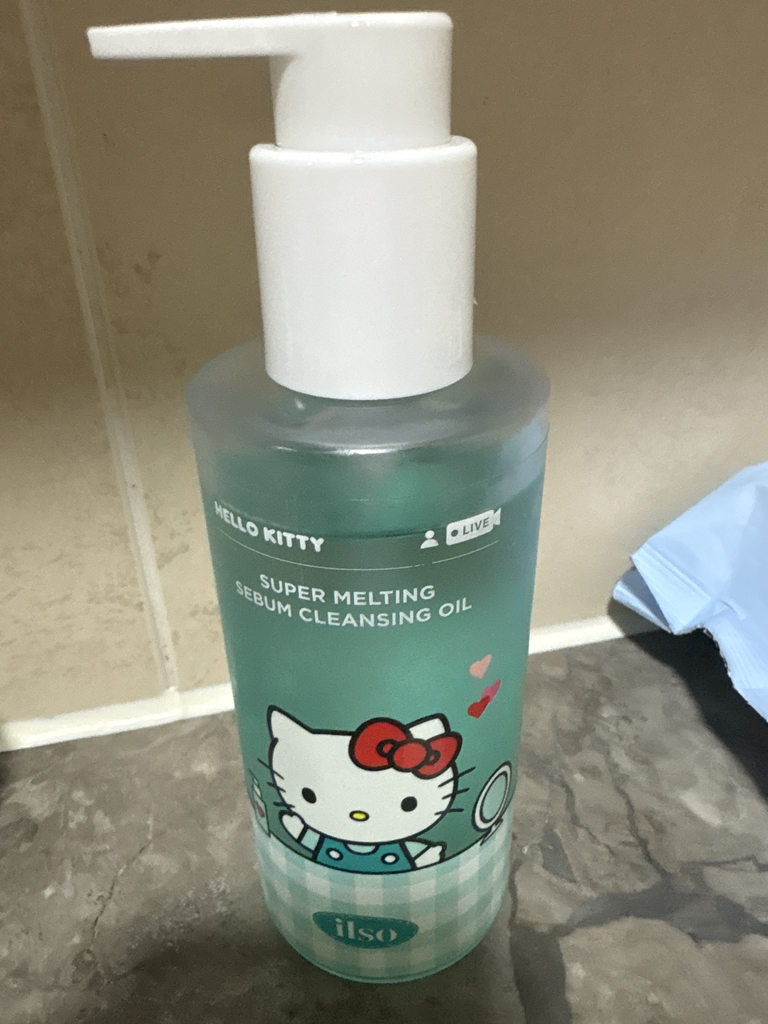 HELLO KITTY
LIVE
SUPER MELTING
SEBUM CLEANSING OIL
ilso